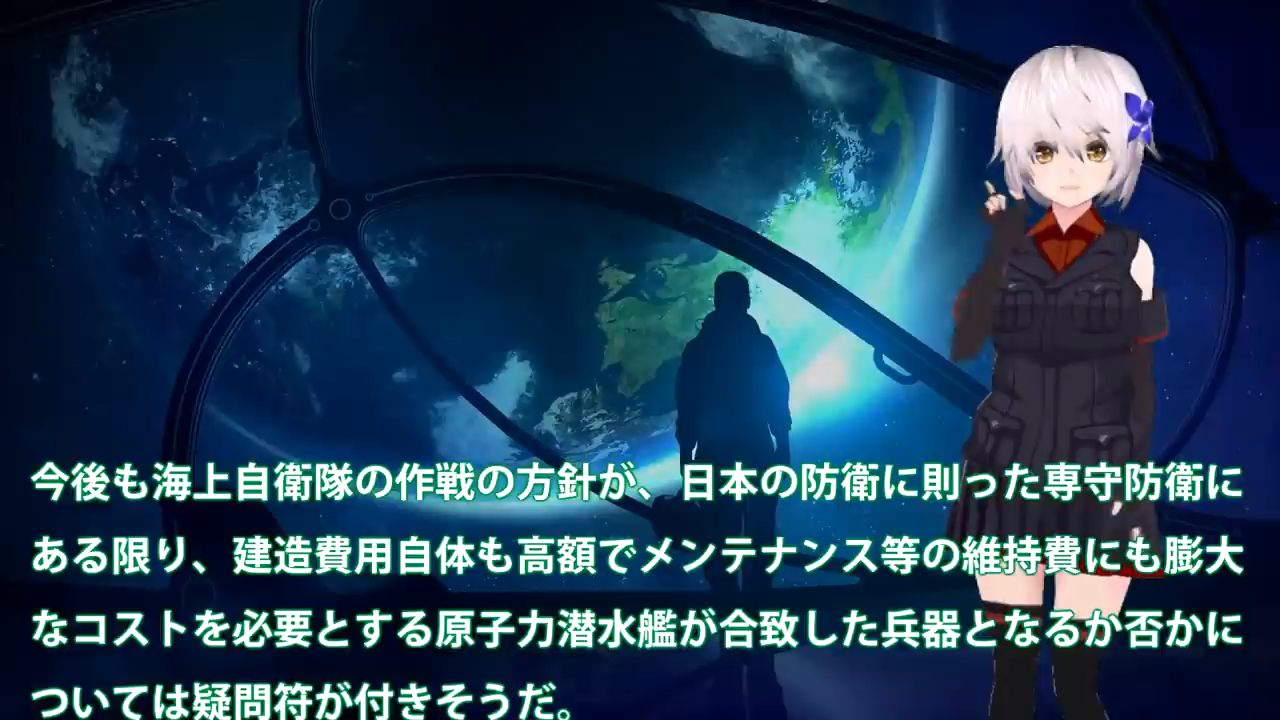 今後も海上自衛隊の作戦の方針が、日本の防衛に則った専守防衛に
ある限り、建造費用自体も高額でメンテナンス等の維持費にも膨大
なコストを必要とする原子力潜水艦が合致した兵器となるか否かに
ついては疑問符が付きそうだ。